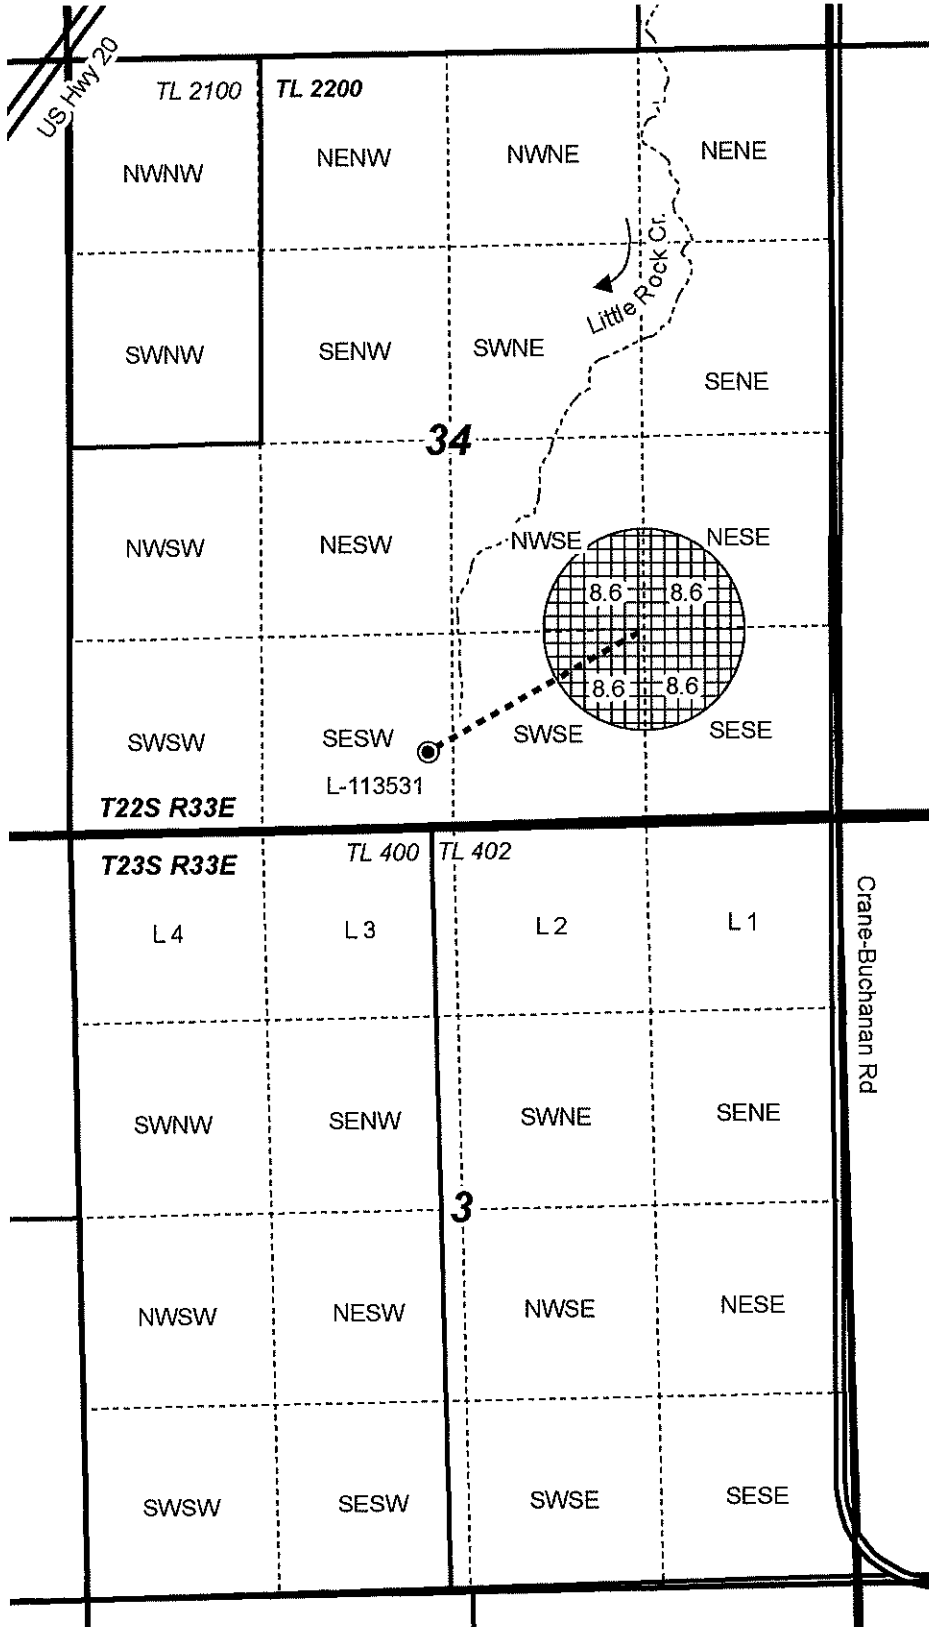 US Hwy 20
TL 2100 TL 2200
NWNW NENW NWNE NENE
Little Rock Cr.
SWNW SENW SWNE SENE
34
NWSW NESW NWSE NESE
8.6 8.6
8.6 8.6
SWSW SESW SWSE SESE
L-113531
T22S R33E
T23S R33E TL 400 TL 402
L 4 L 3 L 2 L 1
Crane-Buchanan Rd
SWNW SENW SWNE SENE
3
NWSW NESW NWSE NESE
SWSW SESW SWSE SESE